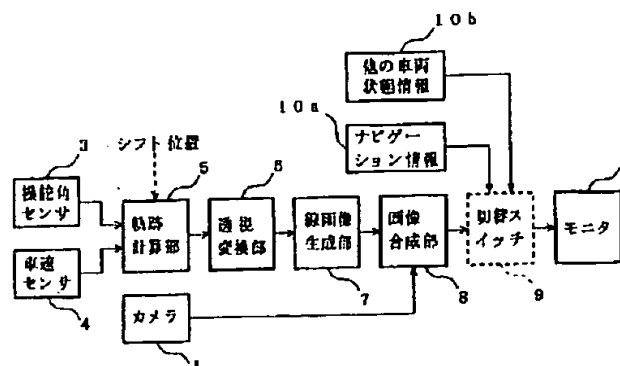 10b
他の車両
状態情報
10a
ナビゲー
ション情報
3
シフト位置
5
6
操舵角
センサ
軌跡
計算部
透視
変換部
線画像
生成部
画像
合成部
切替ス
イッチ
モニタ
車速
センサ
7
8
9
4
カメラ